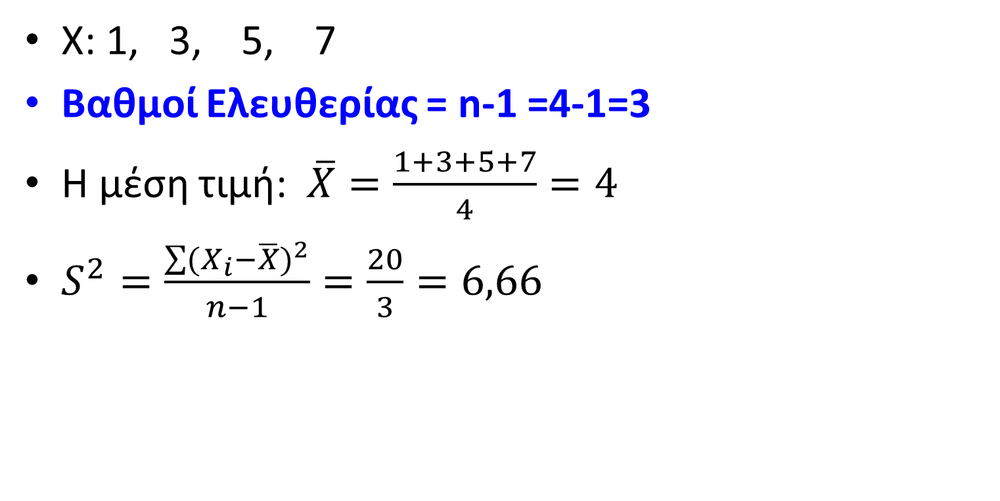 • Χ: 1, 3, 5, 7
• Βαθμοί Ελευθερίας = n-1 =4-1=3
• Η μέση τιμή: X̅ = (1+3+5+7)/4 = 4
• S² = ∑(Xᵢ−X̅)²/(n−1) = 20/3 = 6,66